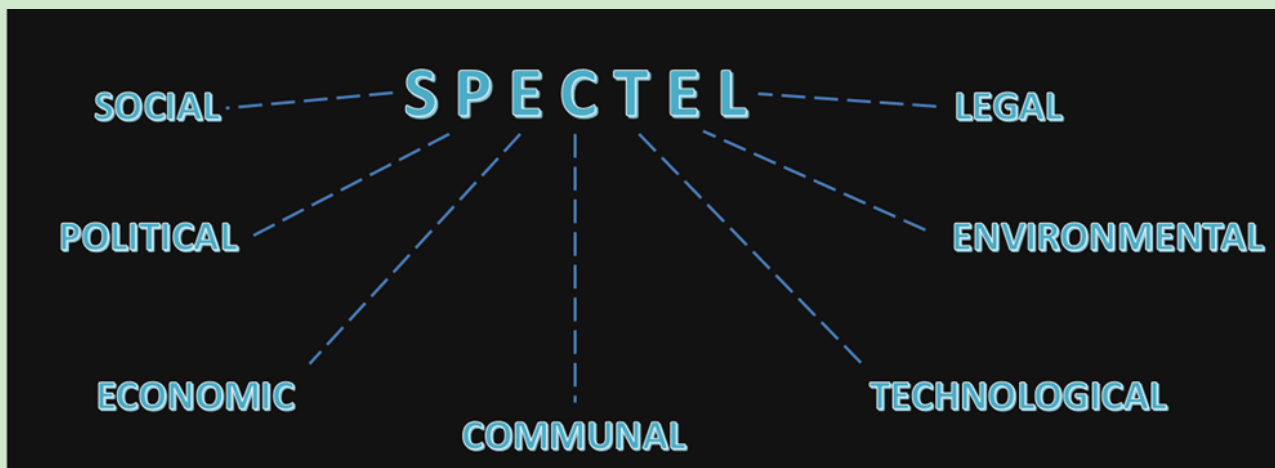 S P E C T E L
SOCIAL
LEGAL
POLITICAL
ENVIRONMENTAL
ECONOMIC
TECHNOLOGICAL
COMMUNAL